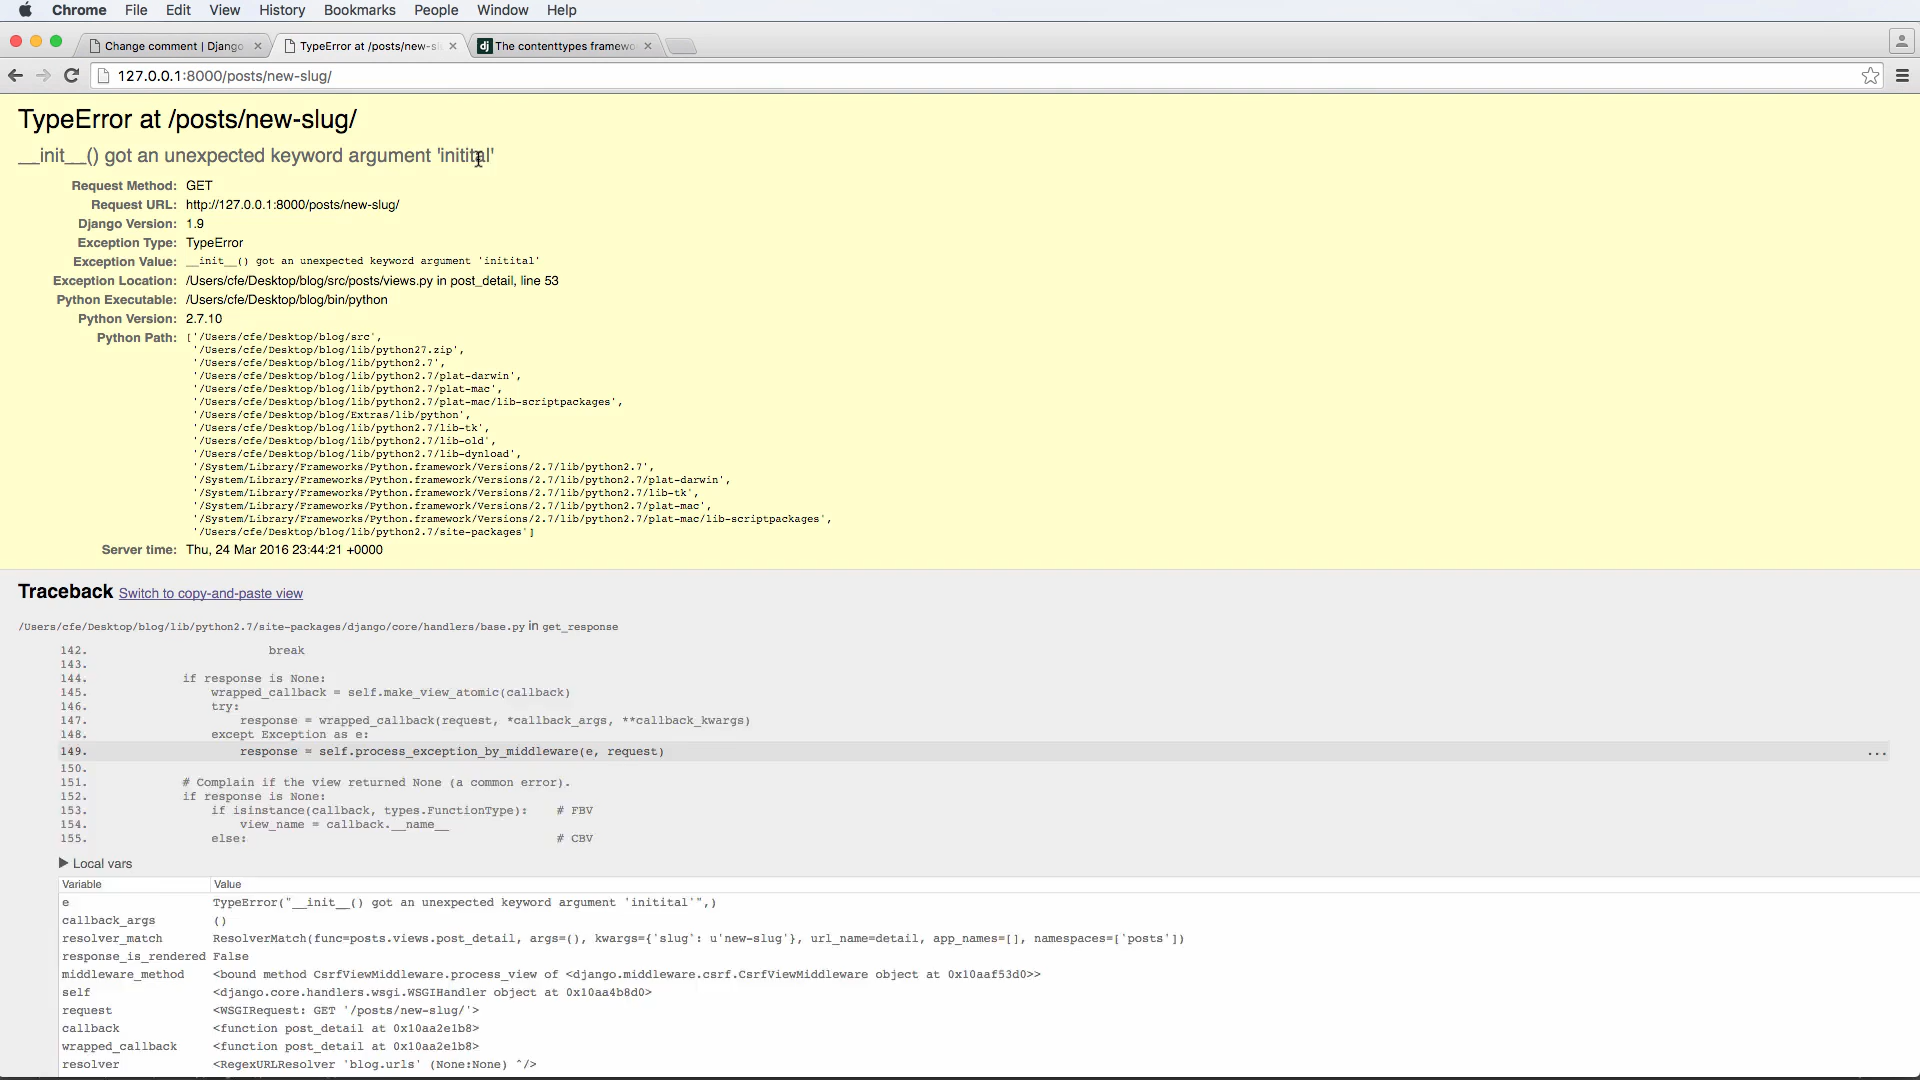 Chrome File Edit View History Bookmarks People Window Help
Change comment | Django
TypeError at /posts/new-sl
The contenttypes framewo
127.0.0.1:8000/posts/new-slug/
TypeError at /posts/new-slug/
__init__() got an unexpected keyword argument 'initital'
Request Method: GET
Request URL: http://127.0.0.1:8000/posts/new-slug/
Django Version: 1.9
Exception Type: TypeError
Exception Value: __init__() got an unexpected keyword argument 'initital'
Exception Location: /Users/cfe/Desktop/blog/src/posts/views.py in post_detail, line 53
Python Executable: /Users/cfe/Desktop/blog/bin/python
Python Version: 2.7.10
Python Path: ['/Users/cfe/Desktop/blog/src',
'/Users/cfe/Desktop/blog/lib/python27.zip',
'/Users/cfe/Desktop/blog/lib/python2.7',
'/Users/cfe/Desktop/blog/lib/python2.7/plat-darwin',
'/Users/cfe/Desktop/blog/lib/python2.7/plat-mac',
'/Users/cfe/Desktop/blog/lib/python2.7/plat-mac/lib-scriptpackages',
'/Users/cfe/Desktop/blog/Extras/lib/python',
'/Users/cfe/Desktop/blog/lib/python2.7/lib-tk',
'/Users/cfe/Desktop/blog/lib/python2.7/lib-old',
'/Users/cfe/Desktop/blog/lib/python2.7/lib-dynload',
'/System/Library/Frameworks/Python.framework/Versions/2.7/lib/python2.7',
'/System/Library/Frameworks/Python.framework/Versions/2.7/lib/python2.7/plat-darwin',
'/System/Library/Frameworks/Python.framework/Versions/2.7/lib/python2.7/lib-tk',
'/System/Library/Frameworks/Python.framework/Versions/2.7/lib/python2.7/plat-mac',
'/System/Library/Frameworks/Python.framework/Versions/2.7/lib/python2.7/plat-mac/lib-scriptpackages',
'/Users/cfe/Desktop/blog/lib/python2.7/site-packages']
Server time: Thu, 24 Mar 2016 23:44:21 +0000
Traceback Switch to copy-and-paste view
/Users/cfe/Desktop/blog/lib/python2.7/site-packages/django/core/handlers/base.py in get_response
142. break
143.
144. if response is None:
145. wrapped_callback = self.make_view_atomic(callback)
146. try:
147. response = wrapped_callback(request, *callback_args, **callback_kwargs)
148. except Exception as e:
149. response = self.process_exception_by_middleware(e, request) ...
150.
151. # Complain if the view returned None (a common error).
152. if response is None:
153. if isinstance(callback, types.FunctionType): # FBV
154. view_name = callback.__name__
155. else: # CBV
▶ Local vars
Variable Value
e TypeError("__init__() got an unexpected keyword argument 'initital'",)
callback_args ()
resolver_match ResolverMatch(func=posts.views.post_detail, args=(), kwargs={'slug': u'new-slug'}, url_name=detail, app_names=[], namespaces=['posts'])
response_is_rendered False
middleware_method <bound method CsrfViewMiddleware.process_view of <django.middleware.csrf.CsrfViewMiddleware object at 0x10aaf53d0>>
self <django.core.handlers.wsgi.WSGIHandler object at 0x10aa4b8d0>
request <WSGIRequest: GET '/posts/new-slug/'>
callback <function post_detail at 0x10aa2e1b8>
wrapped_callback <function post_detail at 0x10aa2e1b8>
resolver <RegexURLResolver 'blog.urls' (None:None) ^/>